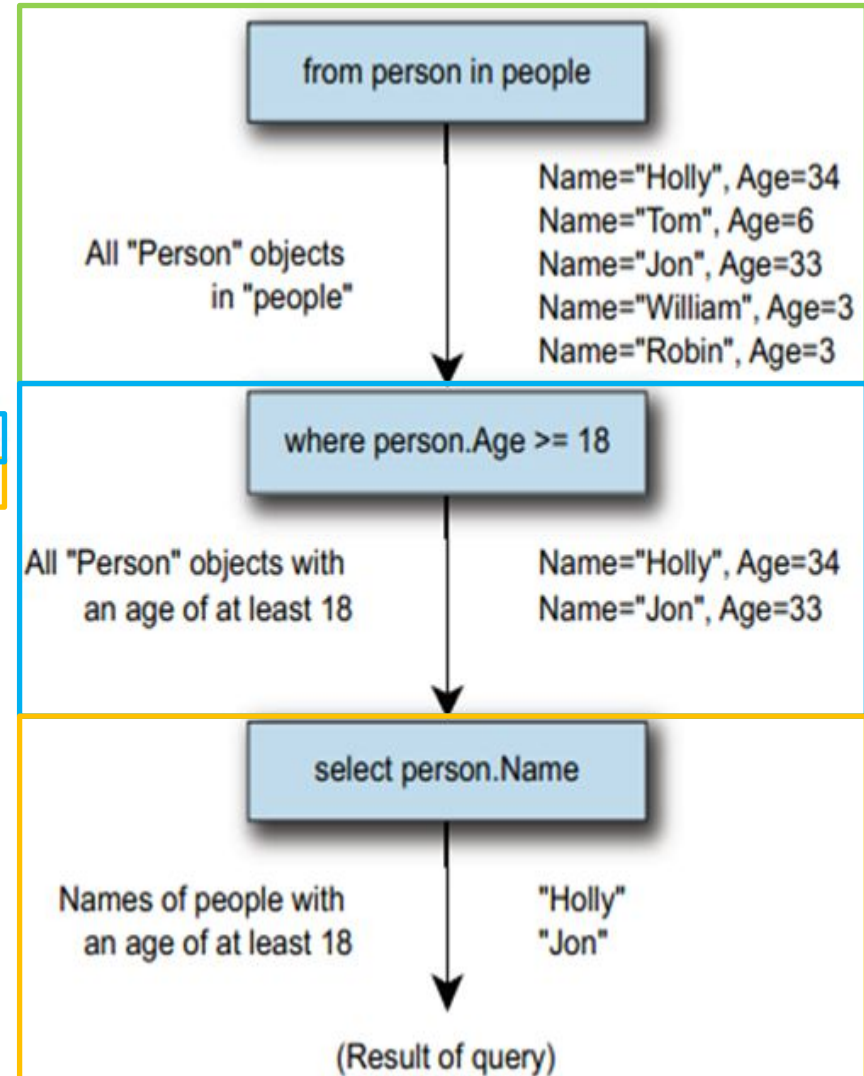 from person in people
All "Person" objects
in "people"
Name="Holly", Age=34
Name="Tom", Age=6
Name="Jon", Age=33
Name="William", Age=3
Name="Robin", Age=3
where person.Age >= 18
All "Person" objects with
an age of at least 18
Name="Holly", Age=34
Name="Jon", Age=33
select person.Name
Names of people with
an age of at least 18
"Holly"
"Jon"
(Result of query)